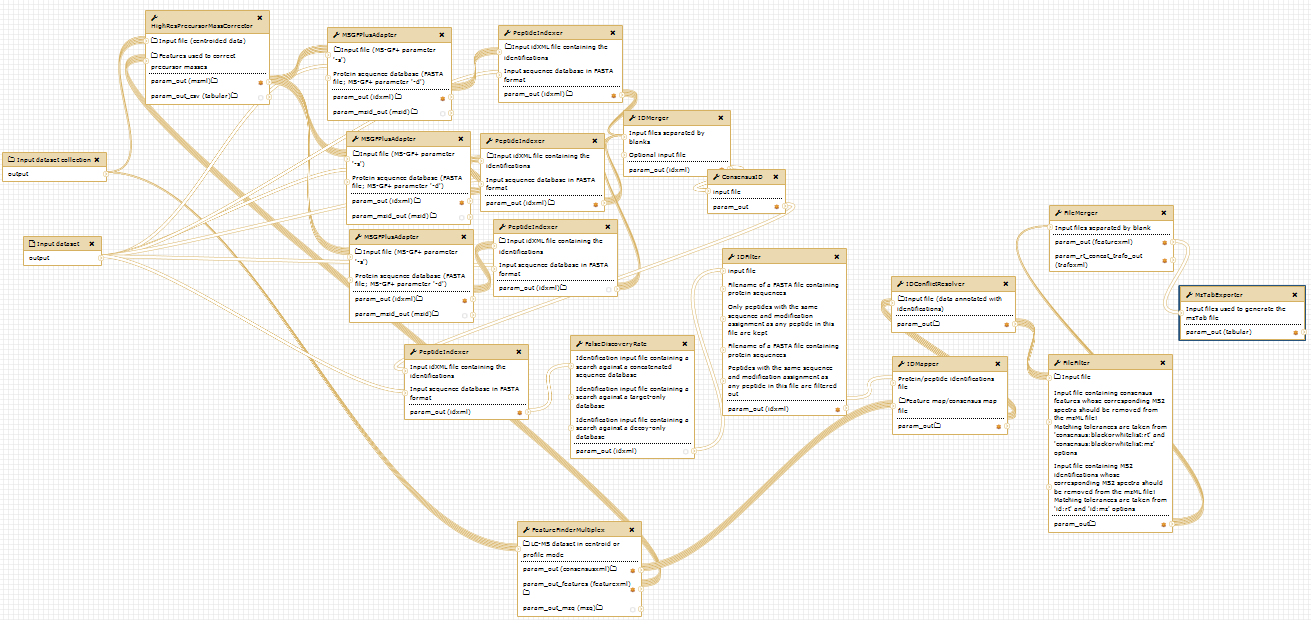 HighResPrecursorMassCorrector
Input file (centroided data)
Features used to correct
precursor masses
param_out (mzml)
param_out_csv (tabular)
MSGFPlusAdapter
Input file (MS-GF+ parameter
'-s')
Protein sequence database (FASTA
file; MS-GF+ parameter '-d')
param_out (idxml)
param_mzid_out (mzid)
PeptideIndexer
Input idXML file containing the
identifications
Input sequence database in FASTA
format
param_out (idxml)
IDMerger
Input files separated by
blanks
Optional input file
param_out (idxml)
MSGFPlusAdapter
Input file (MS-GF+ parameter
'-s')
Protein sequence database (FASTA
file; MS-GF+ parameter '-d')
param_out (idxml)
param_mzid_out (mzid)
PeptideIndexer
Input idXML file containing the
identifications
Input sequence database in FASTA
format
param_out (idxml)
Input dataset collection
output
ConsensusID
input file
param_out
Input dataset
output
MSGFPlusAdapter
Input file (MS-GF+ parameter
'-s')
Protein sequence database (FASTA
file; MS-GF+ parameter '-d')
param_out (idxml)
param_mzid_out (mzid)
PeptideIndexer
Input idXML file containing the
identifications
Input sequence database in FASTA
format
param_out (idxml)
FileMerger
Input files separated by blank
param_out (featurexml)
param_rt_concat_trafo_out
(trafoxml)
IDFilter
input file
Filename of a FASTA file containing
protein sequences
Only peptides with the same
sequence and modification
assignment as any peptide in this
file are kept
Filename of a FASTA file containing
protein sequences
Peptides with the same sequence
and modification assignment as
any peptide in this file are filtered
out
param_out (idxml)
IDConflictResolver
Input file (data annotated with
identifications)
param_out
MzTabExporter
Input files used to generate the
mzTab file
param_out (tabular)
PeptideIndexer
Input idXML file containing the
identifications
Input sequence database in FASTA
format
param_out (idxml)
FalseDiscoveryRate
Identification input file containing a
search against a concatenated
sequence database
Identification input file containing a
search against a target-only
database
Identification input file containing a
search against a decoy-only
database
param_out (idxml)
IDMapper
Protein/peptide identifications
file
Feature map/consensus map
file
param_out
FileFilter
Input file
Input file containing consensus
features whose corresponding MS2
spectra should be removed from
the mzML file!
Matching tolerances are taken from
'consensus:blackorwhitelist:rt' and
'consensus:blackorwhitelist:mz'
options
Input file containing MS2
identifications whose
corresponding MS2 spectra should
be removed from the mzML file!
Matching tolerances are taken from
'id:rt' and 'id:mz' options
param_out
FeatureFinderMultiplex
LC-MS dataset in centroid or
profile mode
param_out (consensusxml)
param_out_features (featurexml)
param_out_mzq (mzq)